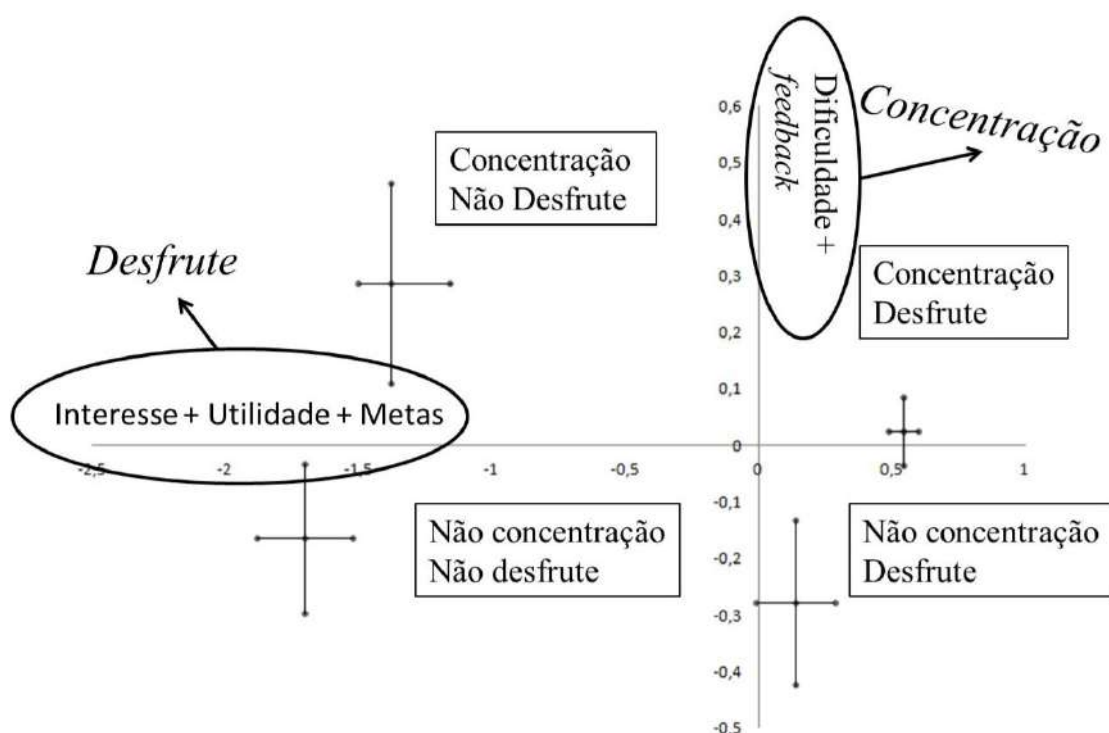 Dificuldade +
feedback
Concentração
0,6
0,5
0,4
0,3
0,2
0,1
0
-0,1
-0,2
-0,3
-0,4
-0,5
Concentração
Não Desfrute
Desfrute
Concentração
Desfrute
Interesse + Utilidade + Metas
-2,5
-2
-1,5
-1
-0,5
0
0,5
1
Não concentração
Não desfrute
Não concentração
Desfrute